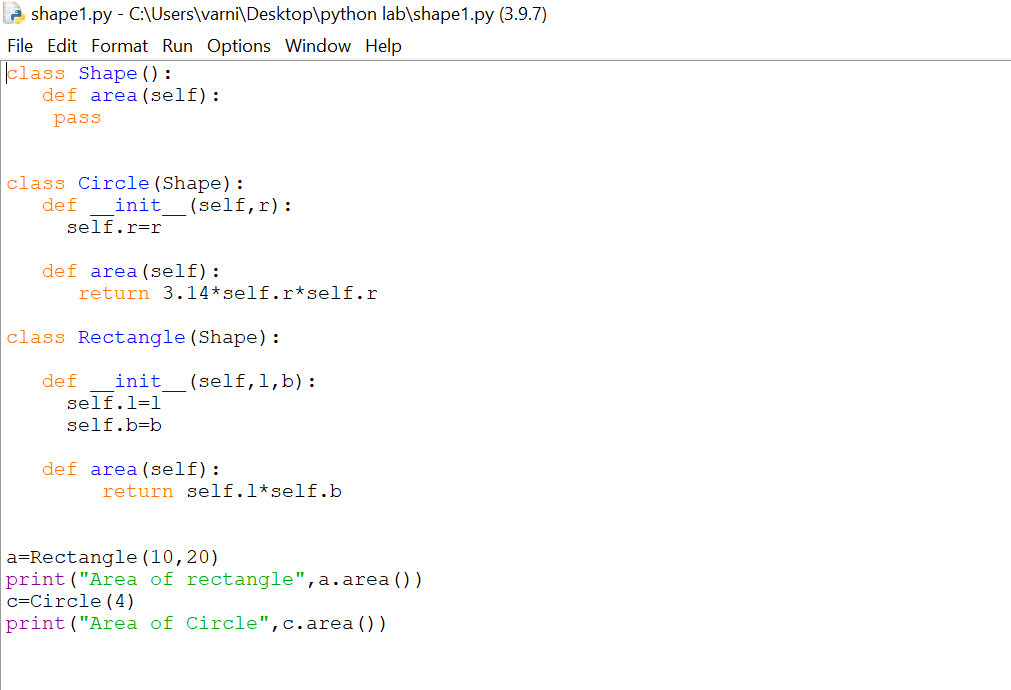 shape1.py - C:\Users\varni\Desktop\python lab\shape1.py (3.9.7)
File Edit Format Run Options Window Help
class Shape():
   def area(self):
    pass
class Circle(Shape):
   def __init__(self,r):
     self.r=r
   def area(self):
      return 3.14*self.r*self.r
class Rectangle(Shape):
   def __init__(self,l,b):
     self.l=l
     self.b=b
   def area(self):
        return self.l*self.b
a=Rectangle(10,20)
print("Area of rectangle",a.area())
c=Circle(4)
print("Area of Circle",c.area())